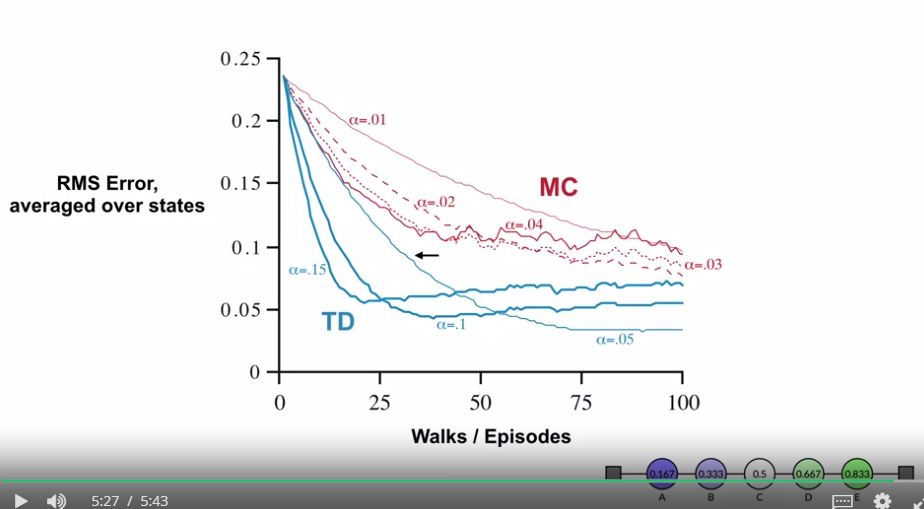 0.25
α=.01
0.2
RMS Error,
averaged over states
0.15
MC
α=.02
α=.04
0.1
α=.03
α=.15
TD
0.05
α=.1
α=.05
0
0 25 50 75 100
Walks / Episodes
0.167 0.333 0.5 0.667 0.833
A B C D E
5:27 / 5:43